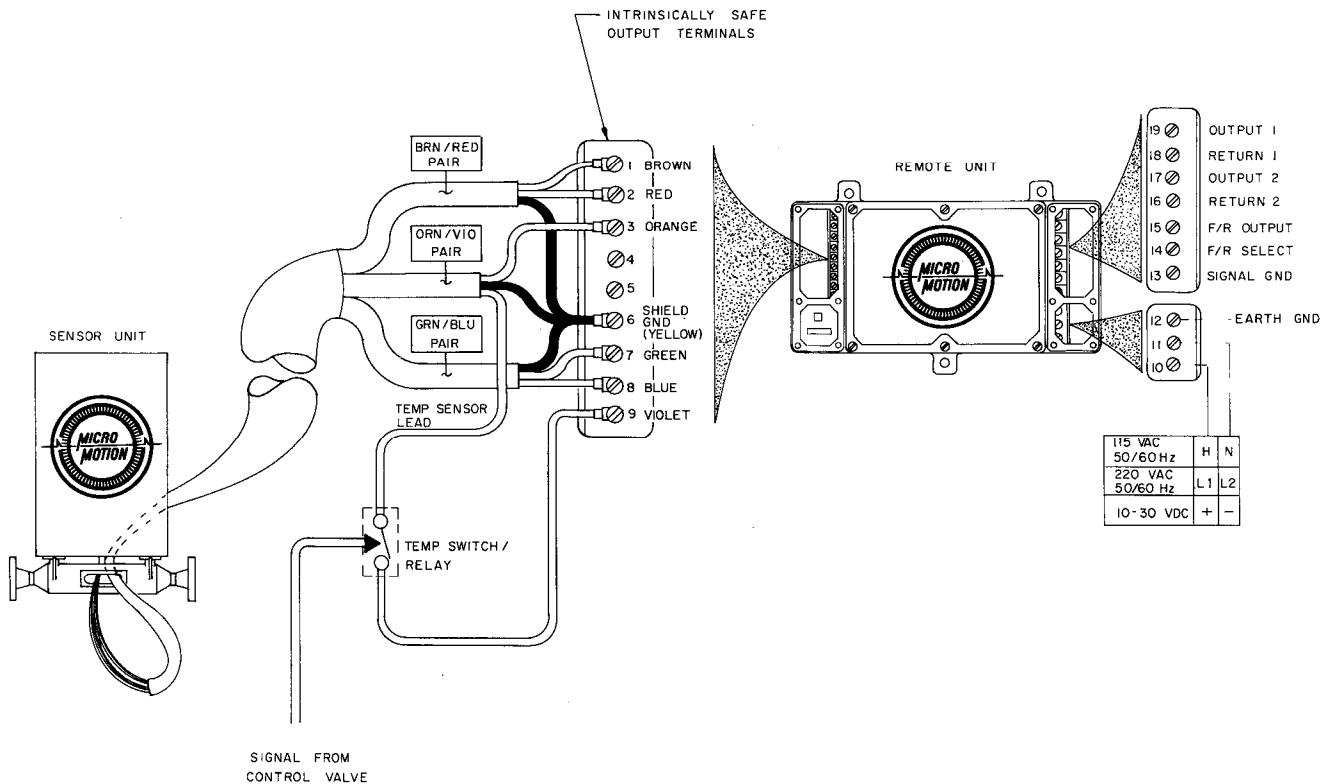 INTRINSICALLY SAFE
OUTPUT TERMINALS
BRN/RED
PAIR
ORN/VIO
PAIR
GRN/BLU
PAIR
1 BROWN
2 RED
3 ORANGE
4
5
6 SHIELD
GND
(YELLOW)
7 GREEN
8 BLUE
9 VIOLET
TEMP SENSOR
LEAD
TEMP SWITCH/
RELAY
SIGNAL FROM
CONTROL VALVE
SENSOR UNIT
MICRO
MOTION
REMOTE UNIT
MICRO
MOTION
19 OUTPUT 1
18 RETURN 1
17 OUTPUT 2
16 RETURN 2
15 F/R OUTPUT
14 F/R SELECT
13 SIGNAL GND
12 EARTH GND
11
10
115 VAC
50/60 Hz H N
220 VAC
50/60 Hz L1 L2
10-30 VDC + -